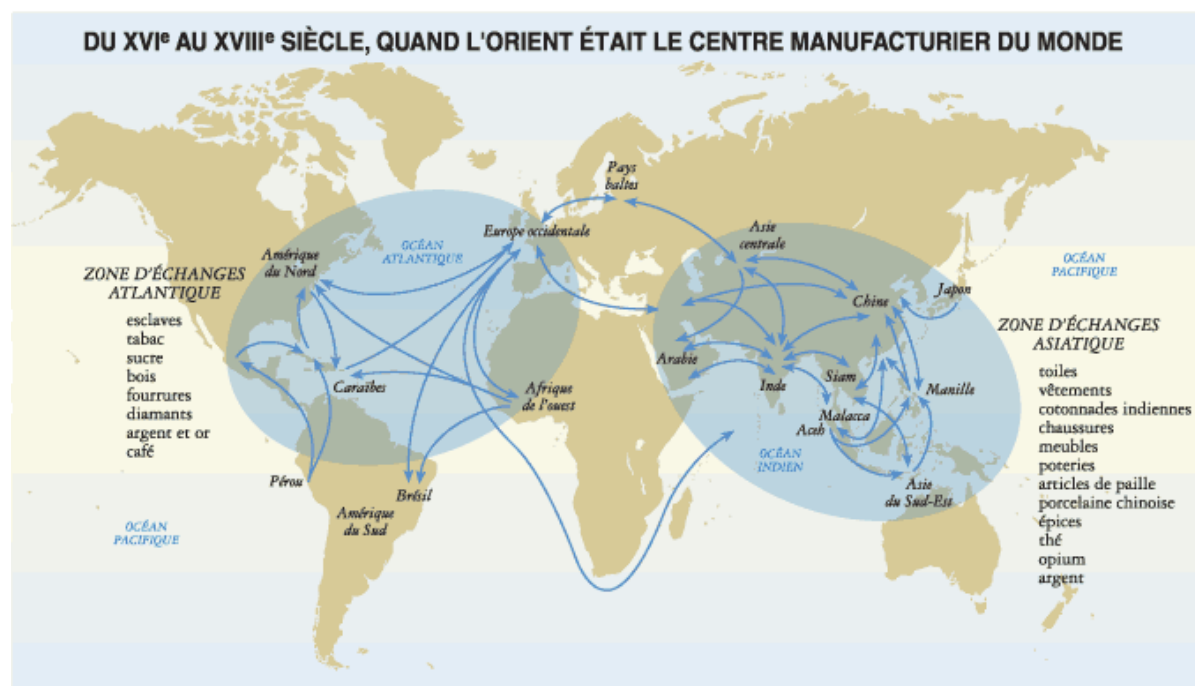 DU XVIe AU XVIIIe SIÈCLE, QUAND L'ORIENT ÉTAIT LE CENTRE MANUFACTURIER DU MONDE
Pays
baltes
Europe occidentale
Asie
centrale
OCÉAN
ATLANTIQUE
Amérique
du Nord
ZONE D'ÉCHANGES
ATLANTIQUE
esclaves
tabac
sucre
bois
fourrures
diamants
argent et or
café
OCÉAN
PACIFIQUE
Chine
Japon
ZONE D'ÉCHANGES
ASIATIQUE
toiles
vêtements
cotonnades indiennes
chaussures
meubles
poteries
articles de paille
porcelaine chinoise
épices
thé
opium
argent
Caraïbes
Afrique
de l'ouest
Arabie
Inde
Siam
Manille
Malacca
Aceh
OCÉAN
INDIEN
Asie
du Sud-Est
Pérou
Brésil
Amérique
du Sud
OCÉAN
PACIFIQUE